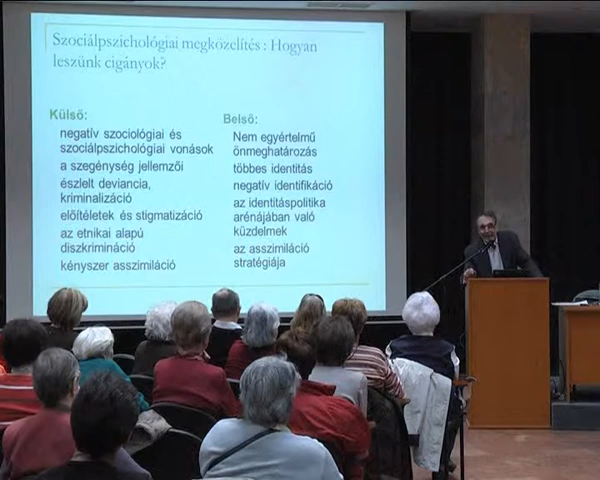 Szociálpszichológiai megközelítés : Hogyan
leszünk cigányok?
Külső:
negatív szociológiai és
szociálpszichológiai vonások
a szegénység jellemzői
észlelt deviancia,
kriminalizáció
előítéletek és stigmatizáció
az etnikai alapú
diszkrimináció
kényszer asszimiláció
Belső:
Nem egyértelmű
önmeghatározás
többes identitás
negatív identifikáció
az identitáspolitika
arénájában való
küzdelmek
az asszimiláció
stratégiája